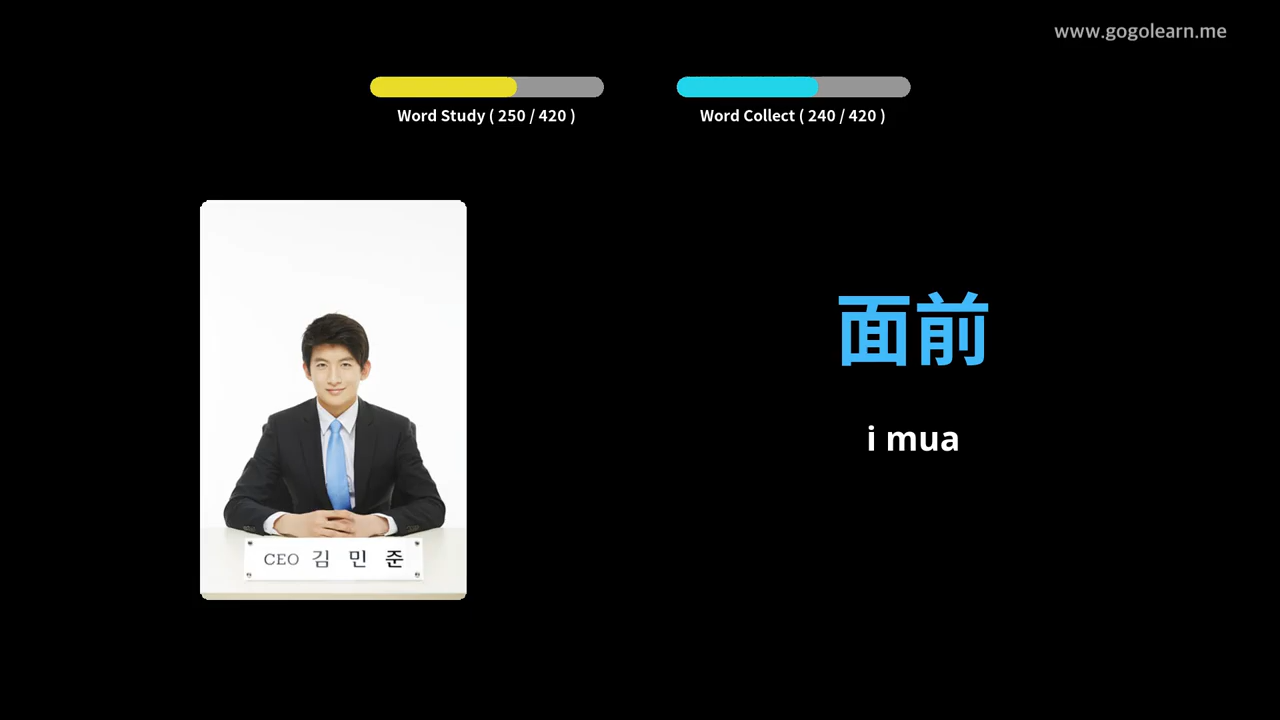 www.gogolearn.me
Word Study ( 250 / 420 )
Word Collect ( 240 / 420 )
面前
i mua
CEO 김 민 준